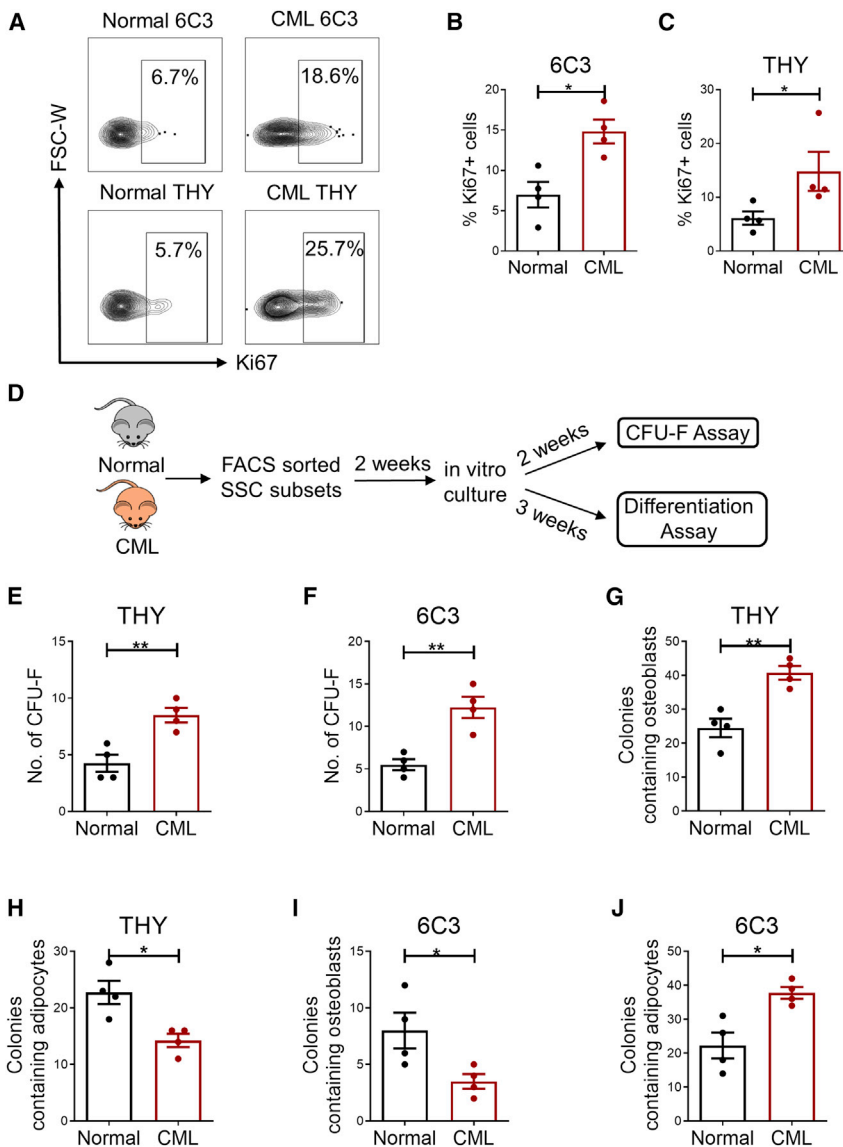 A
Normal 6C3
CML 6C3
6.7%
18.6%
FSC-W
Normal THY
CML THY
5.7%
25.7%
Ki67
B
6C3
*
% Ki67+ cells
20
15
10
5
0
Normal
CML
C
THY
*
% Ki67+ cells
30
20
10
0
Normal
CML
D
Normal
CML
FACS sorted
SSC subsets
2 weeks
in vitro
culture
2 weeks
3 weeks
CFU-F Assay
Differentiation
Assay
E
THY
**
No. of CFU-F
15
10
5
0
Normal
CML
F
6C3
**
No. of CFU-F
20
15
10
5
0
Normal
CML
G
THY
**
Colonies
containing osteoblasts
50
40
30
20
10
0
Normal
CML
H
THY
*
Colonies
containing adipocytes
30
20
10
0
Normal
CML
I
6C3
*
Colonies
containing osteoblasts
15
10
5
0
Normal
CML
J
6C3
*
Colonies
containing adipocytes
50
40
30
20
10
0
Normal
CML